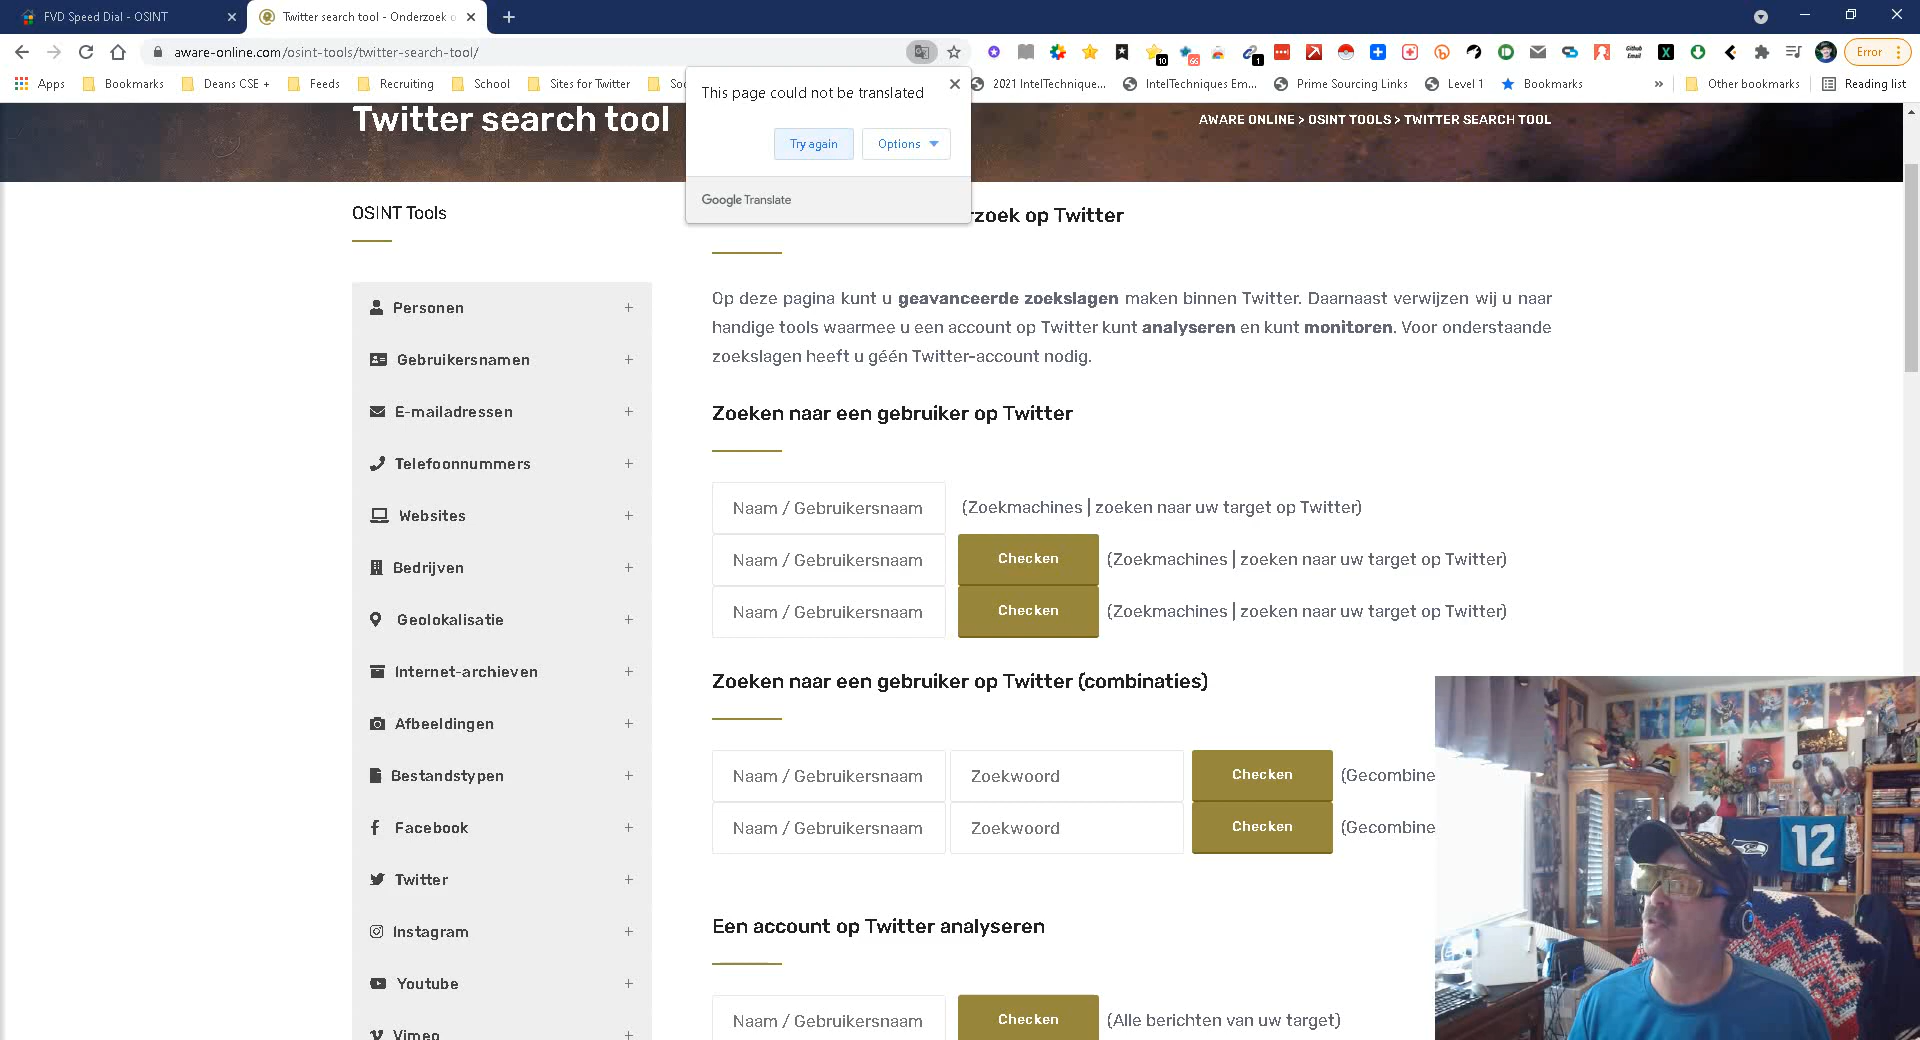 FVD Speed Dial - OSINT
Twitter search tool - Onderzoek o
aware-online.com/osint-tools/twitter-search-tool/
10
66
1
Github
Email
X
Error
Apps
Bookmarks
Deans CSE +
Feeds
Recruiting
School
Sites for Twitter
Soc
2021 IntelTechnique...
IntelTechniques Em...
Prime Sourcing Links
Level 1
Bookmarks
»
Other bookmarks
Reading list
This page could not be translated
Try again
Options
Google Translate
Twitter search tool
AWARE ONLINE > OSINT TOOLS > TWITTER SEARCH TOOL
OSINT Tools
Personen +
Gebruikersnamen +
E-mailadressen +
Telefoonnummers +
Websites +
Bedrijven +
Geolokalisatie +
Internet-archieven +
Afbeeldingen +
Bestandstypen +
Facebook +
Twitter +
Instagram +
Youtube +
Vimeo
rzoek op Twitter
Op deze pagina kunt u geavanceerde zoekslagen maken binnen Twitter. Daarnaast verwijzen wij u naar
handige tools waarmee u een account op Twitter kunt analyseren en kunt monitoren. Voor onderstaande
zoekslagen heeft u géén Twitter-account nodig.
Zoeken naar een gebruiker op Twitter
Naam / Gebruikersnaam (Zoekmachines | zoeken naar uw target op Twitter)
Naam / Gebruikersnaam Checken (Zoekmachines | zoeken naar uw target op Twitter)
Naam / Gebruikersnaam Checken (Zoekmachines | zoeken naar uw target op Twitter)
Zoeken naar een gebruiker op Twitter (combinaties)
Naam / Gebruikersnaam Zoekwoord Checken (Gecombine
Naam / Gebruikersnaam Zoekwoord Checken (Gecombine
Een account op Twitter analyseren
Naam / Gebruikersnaam Checken (Alle berichten van uw target)
12